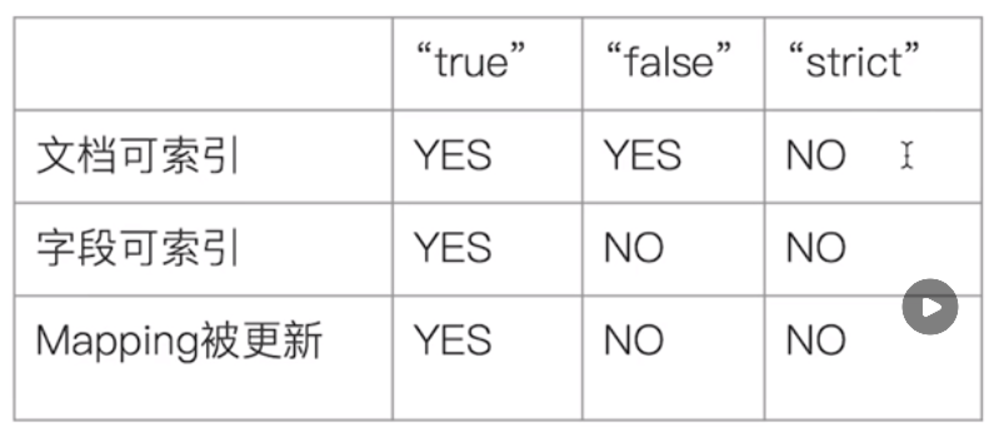 “true” “false” “strict”
文档可索引 YES YES NO
字段可索引 YES NO NO
Mapping被更新 YES NO NO